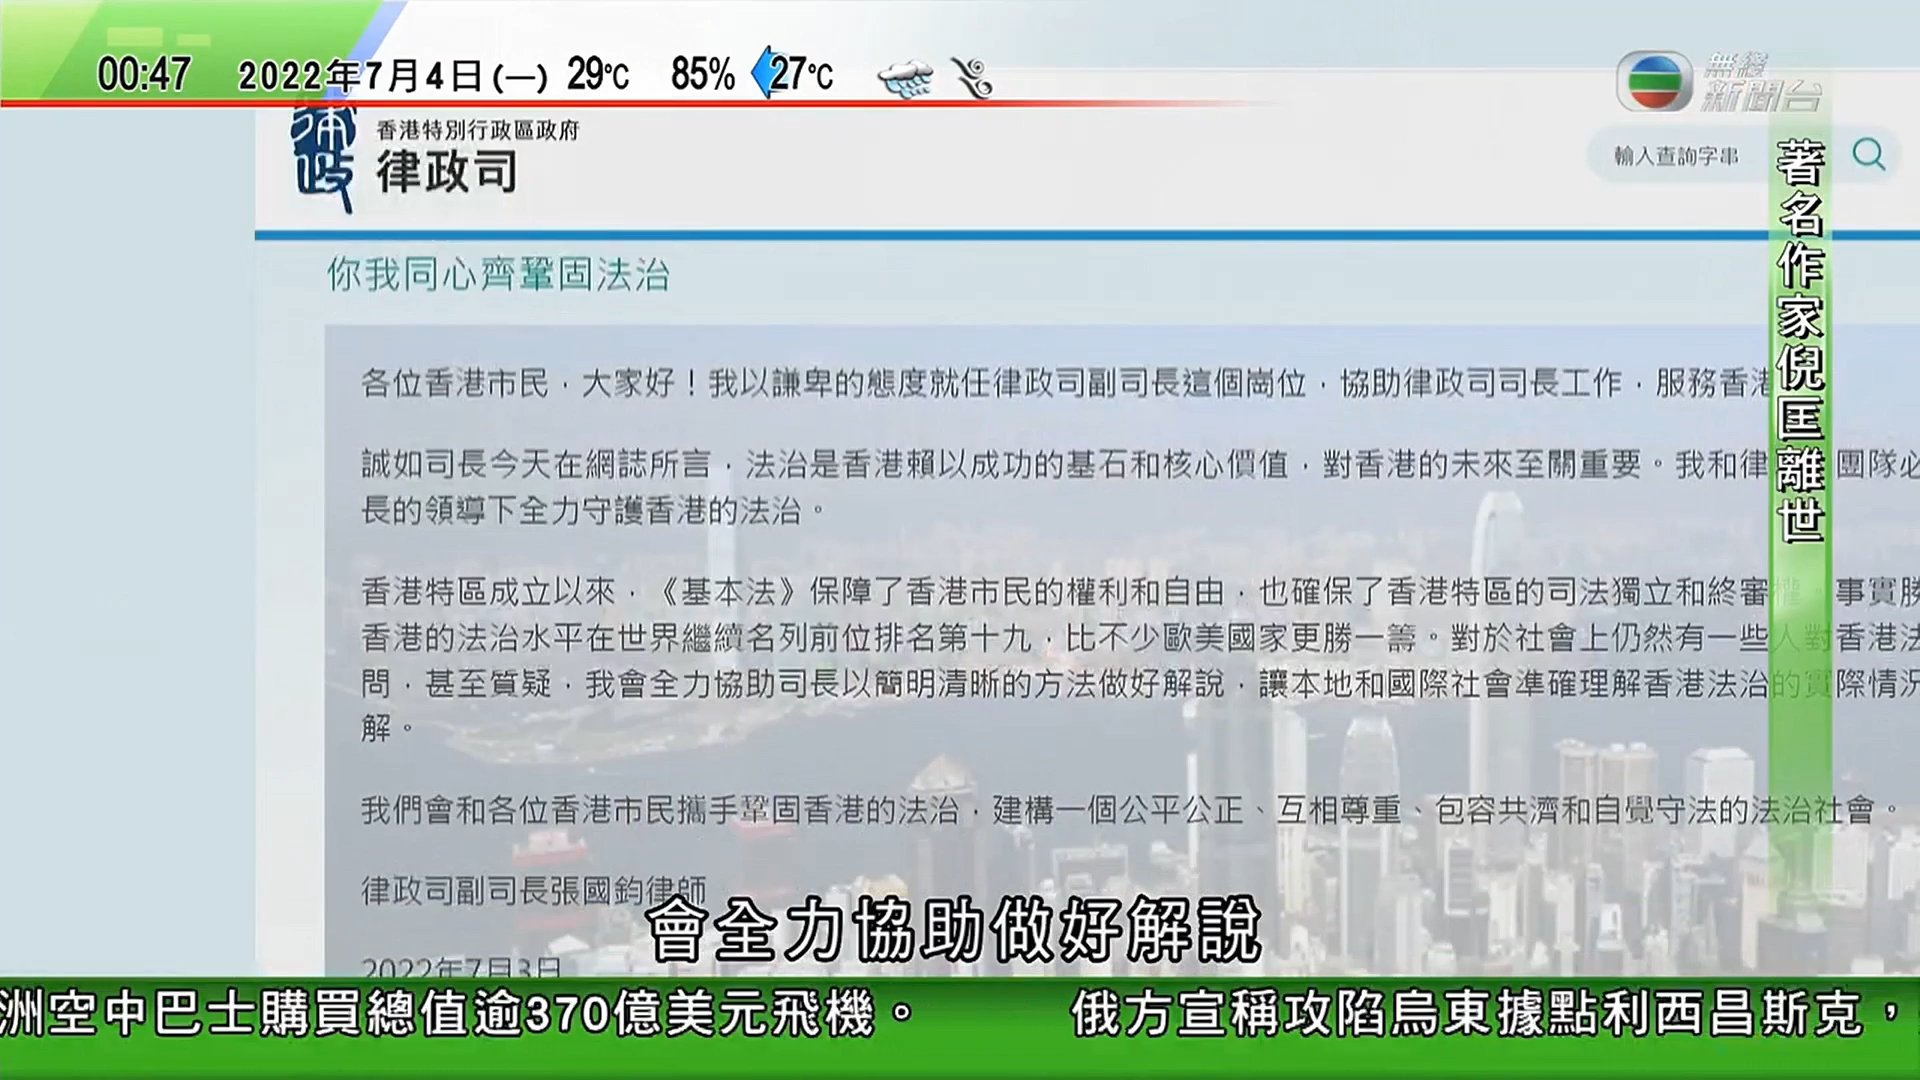 00:47 2022年7月4日(一) 29℃ 85% 27℃
無綫
新聞台
香港特別行政區政府
律政司
輸入查詢字串
著名作家倪匡離世
你我同心齊鞏固法治
各位香港市民，大家好！我以謙卑的態度就任律政司副司長這個崗位，協助律政司司長工作，服務香港
誠如司長今天在網誌所言，法治是香港賴以成功的基石和核心價值，對香港的未來至關重要。我和律 團隊必
長的領導下全力守護香港的法治。
香港特區成立以來，《基本法》保障了香港市民的權利和自由，也確保了香港特區的司法獨立和終審權，事實勝
香港的法治水平在世界繼續名列前位排名第十九，比不少歐美國家更勝一籌。對於社會上仍然有一些人對香港法
問，甚至質疑，我會全力協助司長以簡明清晰的方法做好解說，讓本地和國際社會準確理解香港法治的實際情況
解。
我們會和各位香港市民攜手鞏固香港的法治，建構一個公平公正、互相尊重、包容共濟和自覺守法的法治社會。
律政司副司長張國鈞律師
2022年7月3日
會全力協助做好解說
洲空中巴士購買總值逾370億美元飛機。 俄方宣稱攻陷烏東據點利西昌斯克，